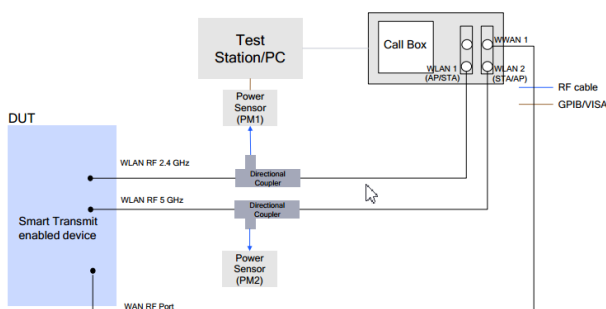 Test
Station/PC
Call Box
WWAN 1
WLAN 1
(AP/STA)
WLAN 2
(STA/AP)
RF cable
GPIB/VISA
Power
Sensor
(PM1)
DUT
WLAN RF 2.4 GHz
Directional
Coupler
WLAN RF 5 GHz
Directional
Coupler
Smart Transmit
enabled device
Power
Sensor
(PM2)
WAN RF Port